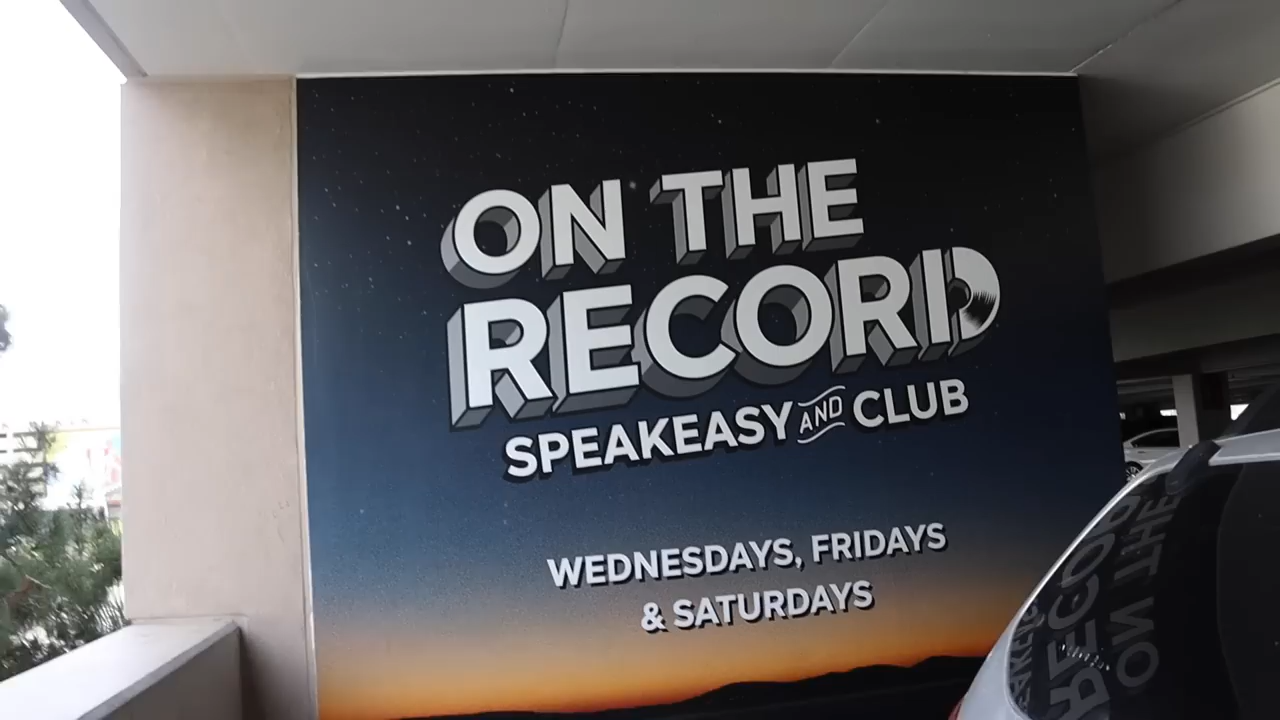 ON THE
RECORD
SPEAKEASY AND CLUB
WEDNESDAYS, FRIDAYS
& SATURDAYS